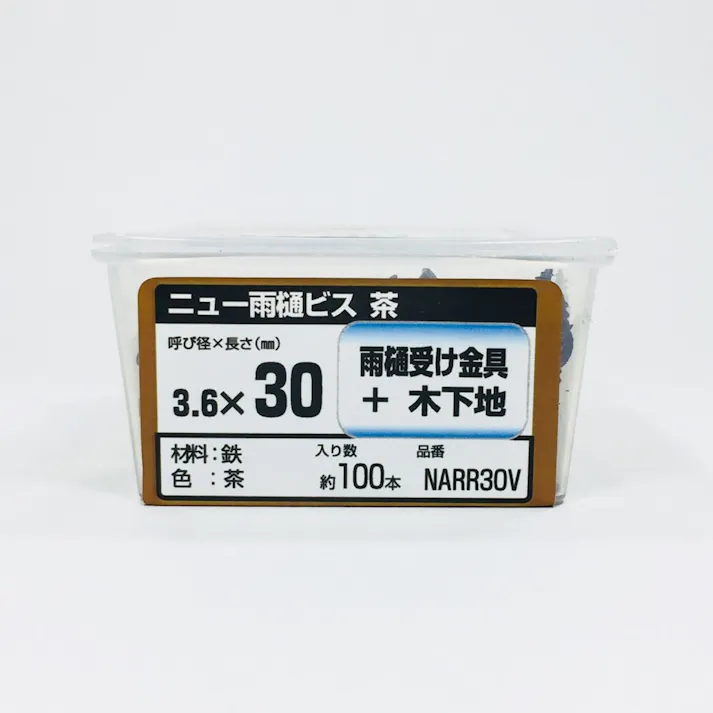 ニュー雨樋ビス 茶
呼び径×長さ(㎜)
3.6×30
雨樋受け金具
＋ 木下地
材料：鉄
色 ：茶
入り数
約100本
品番
NARR30V